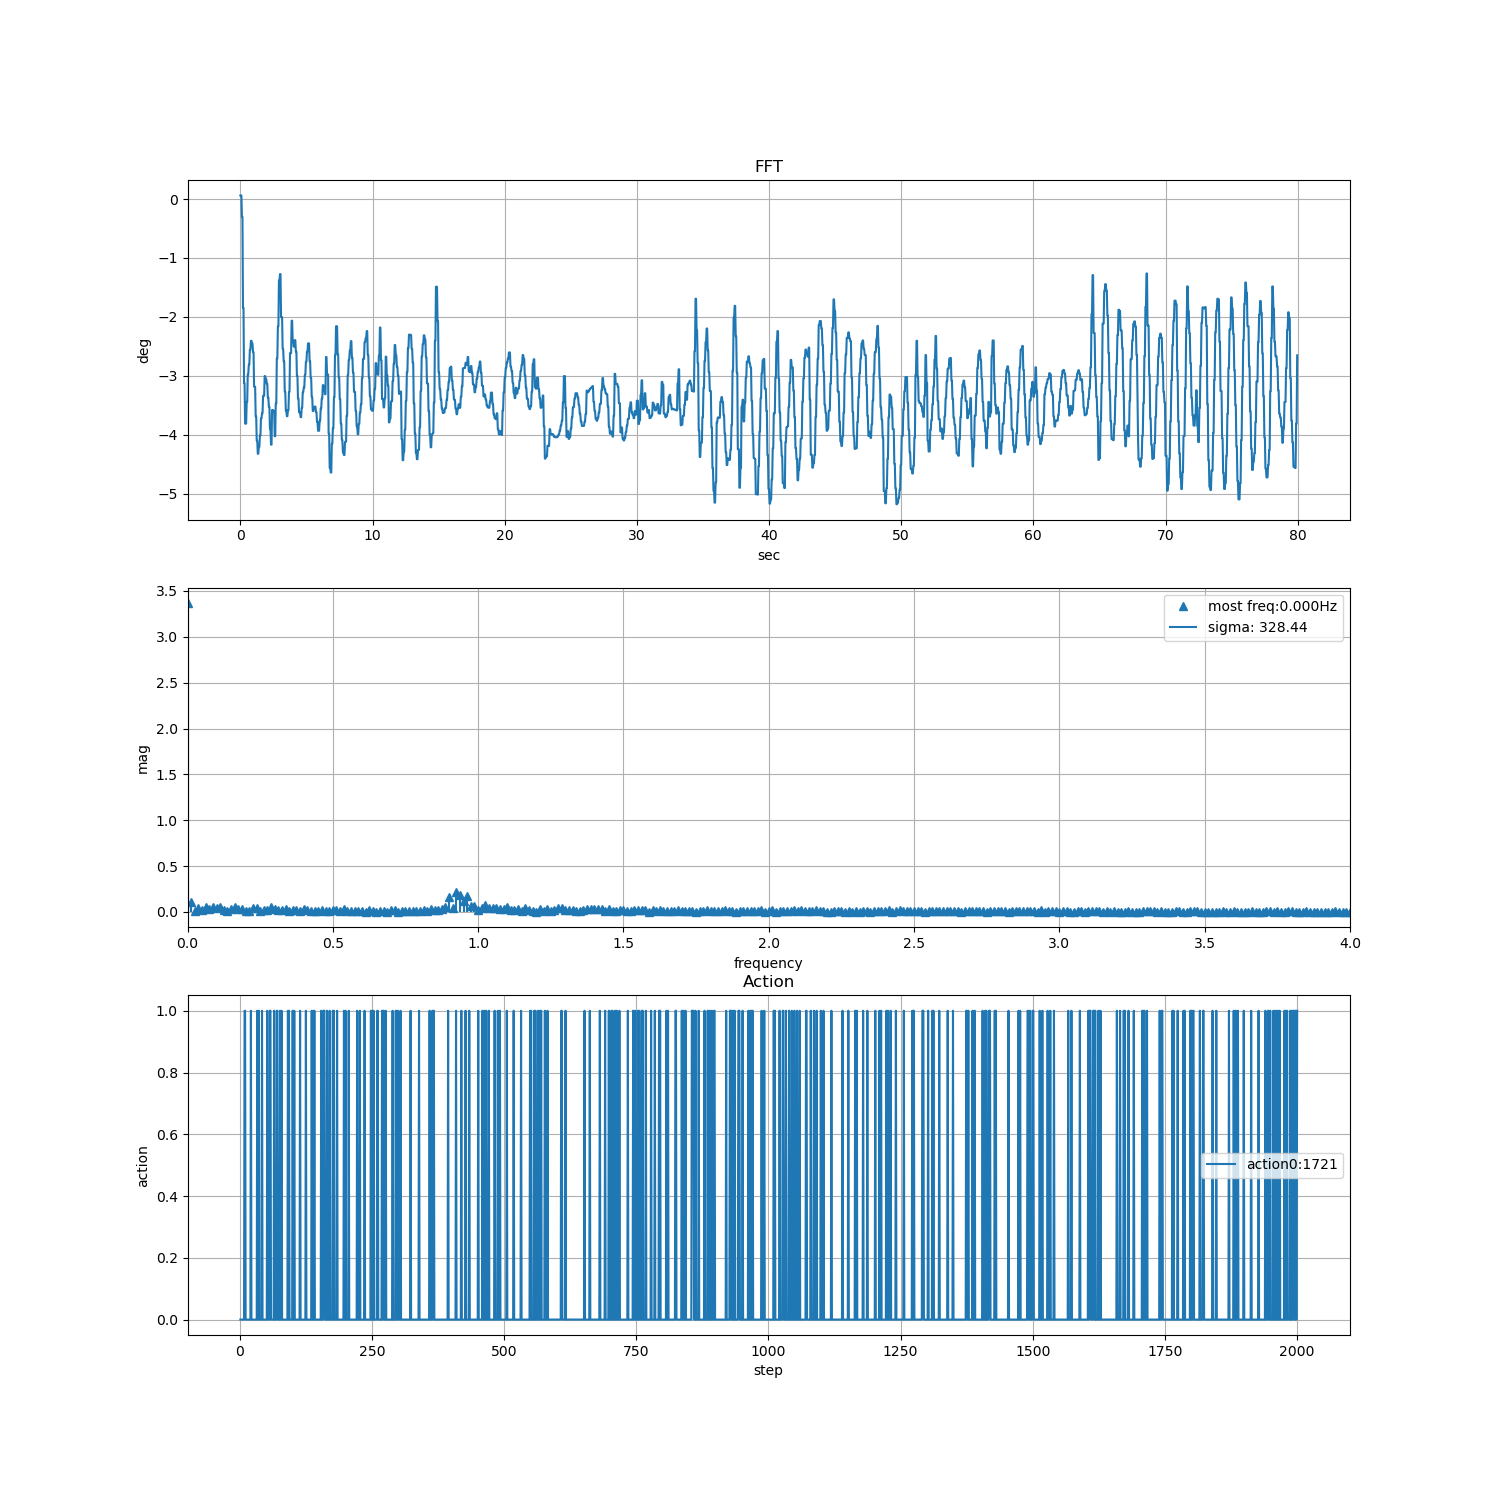 FFT
0
−1
−2
−3
−4
−5
deg
0 10 20 30 40 50 60 70 80
sec
3.5
3.0
2.5
2.0
1.5
1.0
0.5
0.0
mag
most freq:0.000Hz
sigma: 328.44
0.0 0.5 1.0 1.5 2.0 2.5 3.0 3.5 4.0
frequency
Action
1.0
0.8
0.6
0.4
0.2
0.0
action
action0:1721
0 250 500 750 1000 1250 1500 1750 2000
step